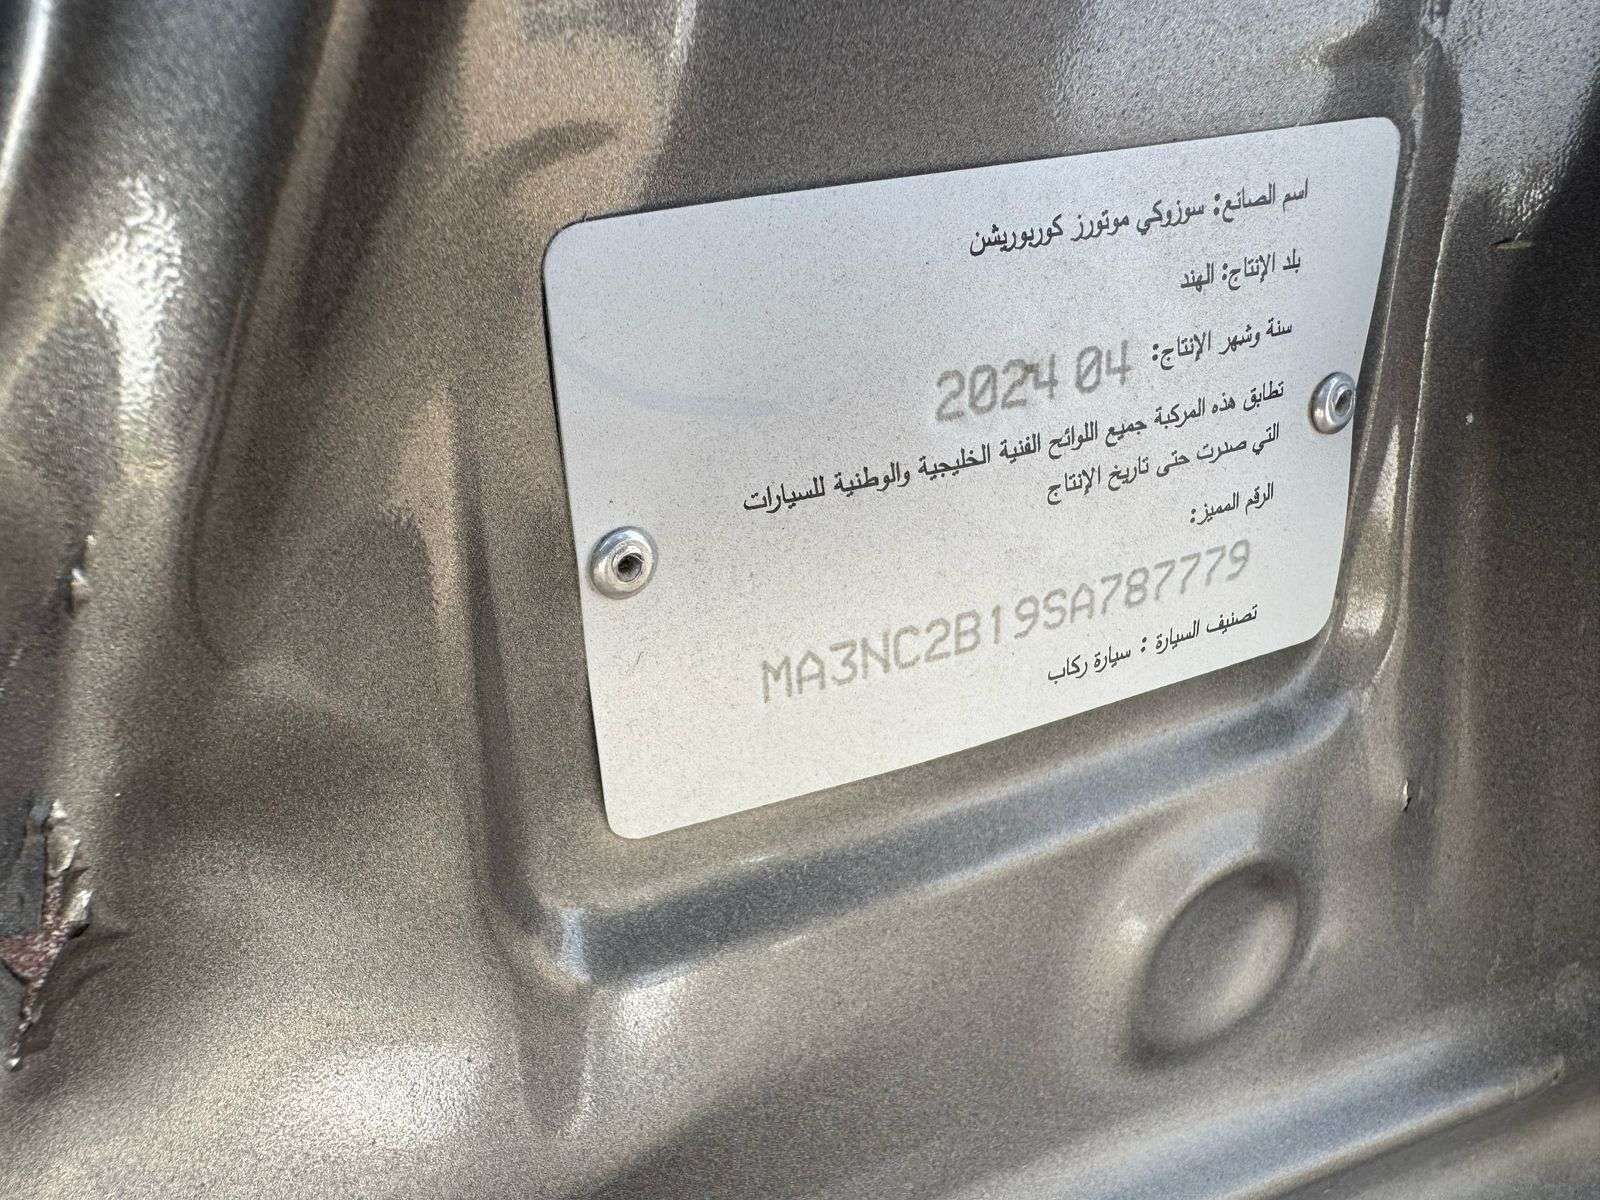 اسم الصانع: سوزوكي موتورز كوربوريشن
بلد الإنتاج: الهند
سنة وشهر الإنتاج: 2024 04
تطابق هذه المركبة جميع اللوائح الفنية الخليجية والوطنية للسيارات
التي صدرت حتى تاريخ الإنتاج
الرقم المميز:
MA3NC2B19SA787779
تصنيف السيارة : سيارة ركاب